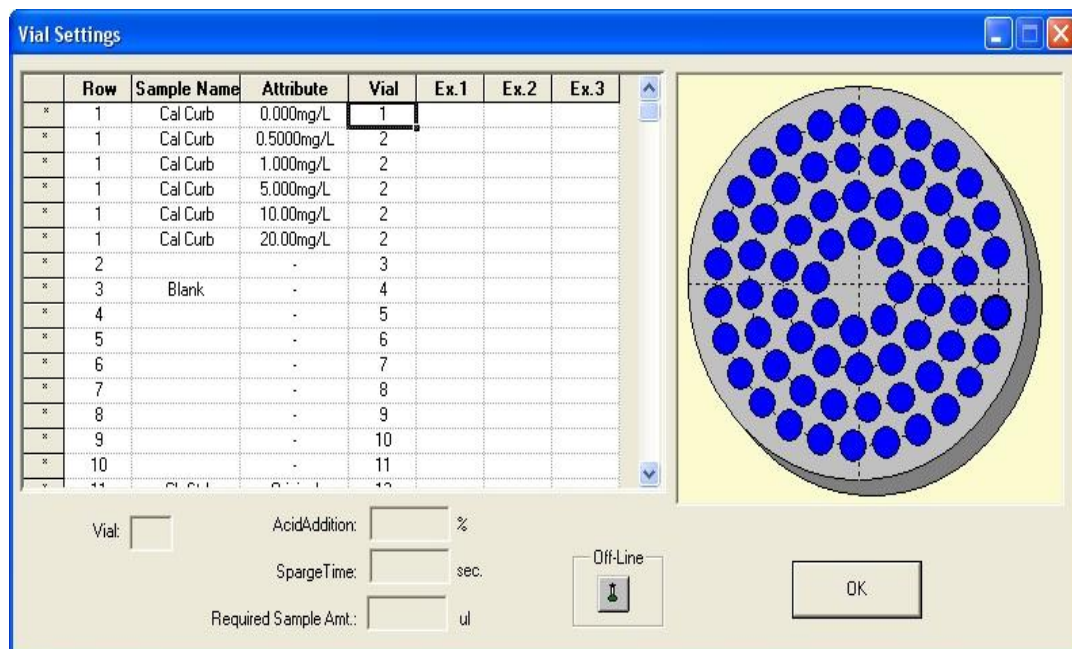 Vial Settings
Row Sample Name Attribute Vial Ex.1 Ex.2 Ex.3
* 1 Cal Curb 0.000mg/L 1
* 1 Cal Curb 0.5000mg/L 2
* 1 Cal Curb 1.000mg/L 2
* 1 Cal Curb 5.000mg/L 2
* 1 Cal Curb 10.00mg/L 2
* 1 Cal Curb 20.00mg/L 2
* 2 - 3
* 3 Blank - 4
* 4 - 5
* 5 - 6
* 6 - 7
* 7 - 8
* 8 - 9
* 9 - 10
* 10 - 11
Vial:
AcidAddition: %
SpargeTime: sec.
Required Sample Amt.: ul
Off-Line
OK